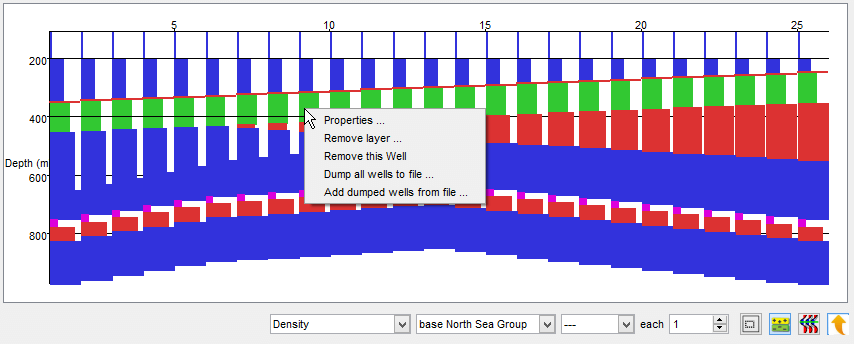 5 10 15 20 25
200
400
Properties ...
Remove layer ...
Remove this Well
Depth (m
Dump all wells to file ...
600
Add dumped wells from file ...
800
Density base North Sea Group --- each 1